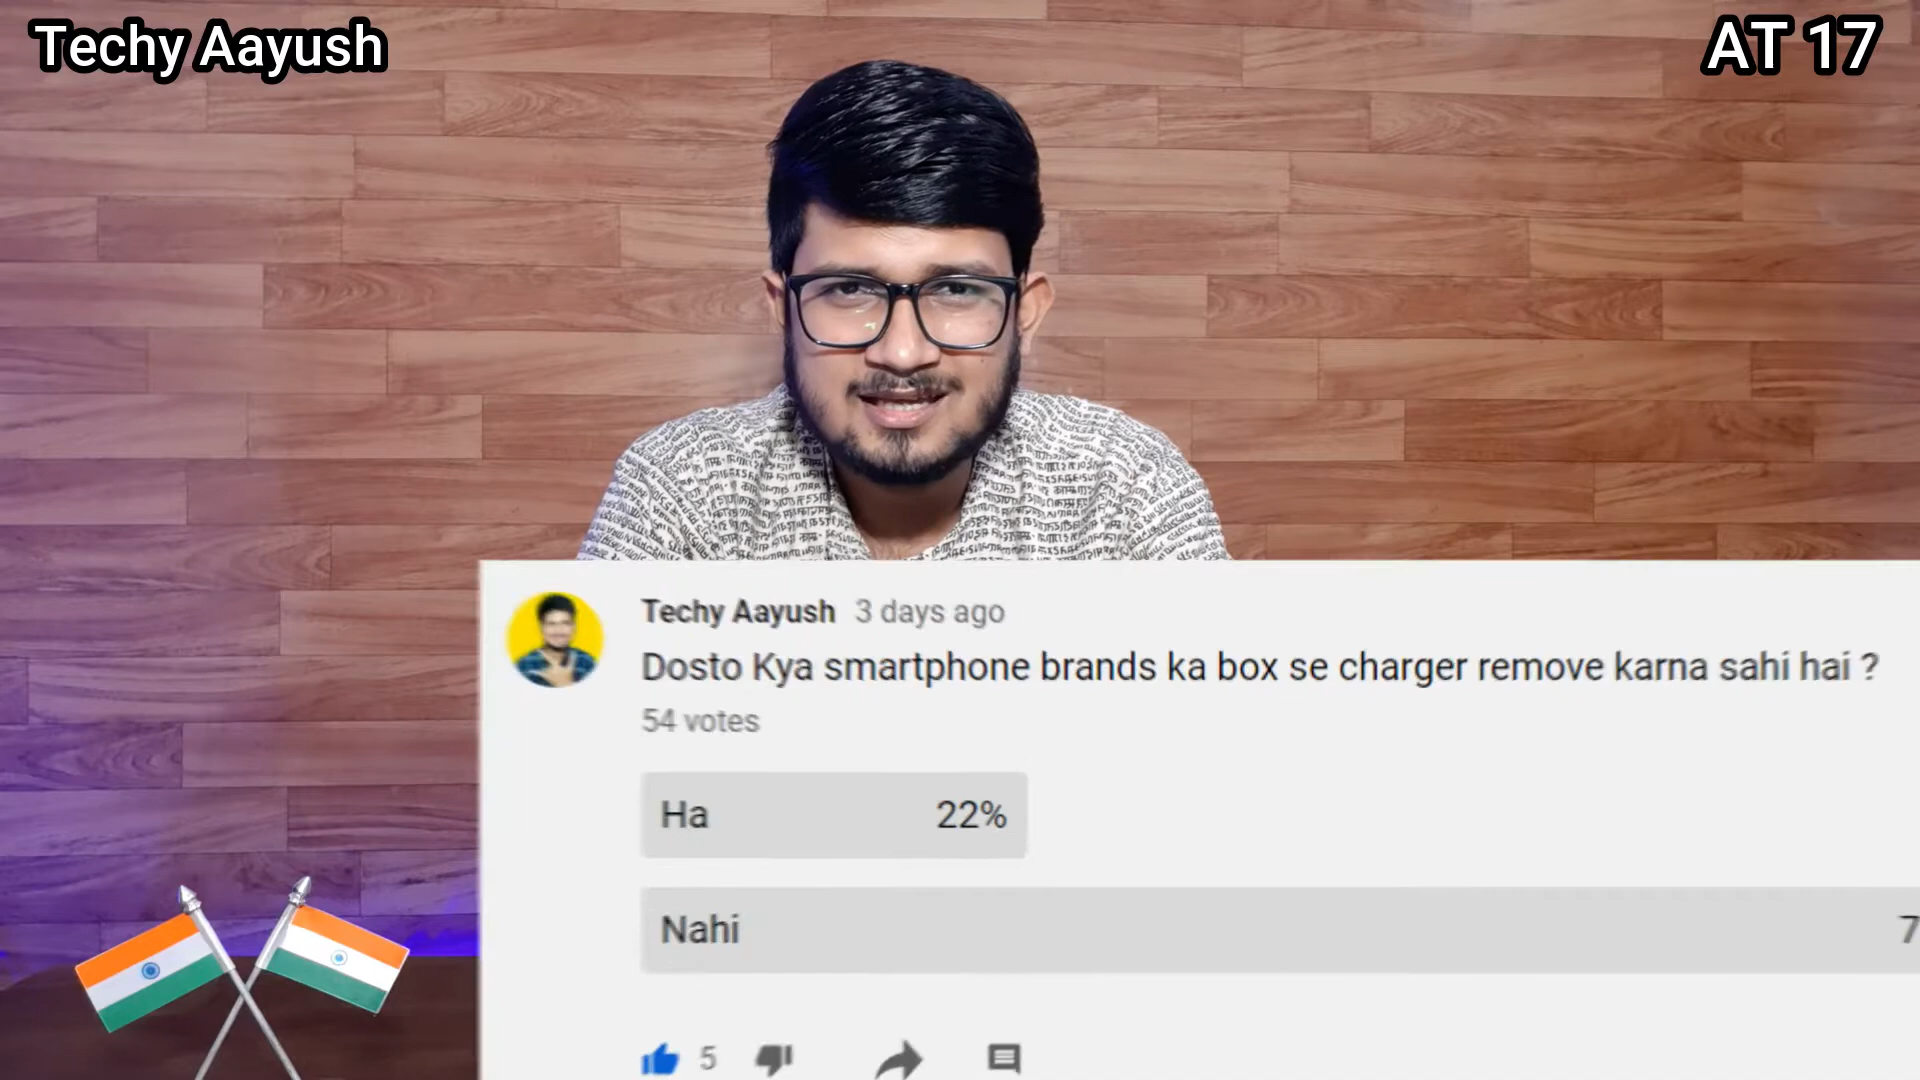 Techy Aayush
AT 17
Techy Aayush 3 days ago
Dosto Kya smartphone brands ka box se charger remove karna sahi hai ?
54 votes
Ha 22%
Nahi 7
5